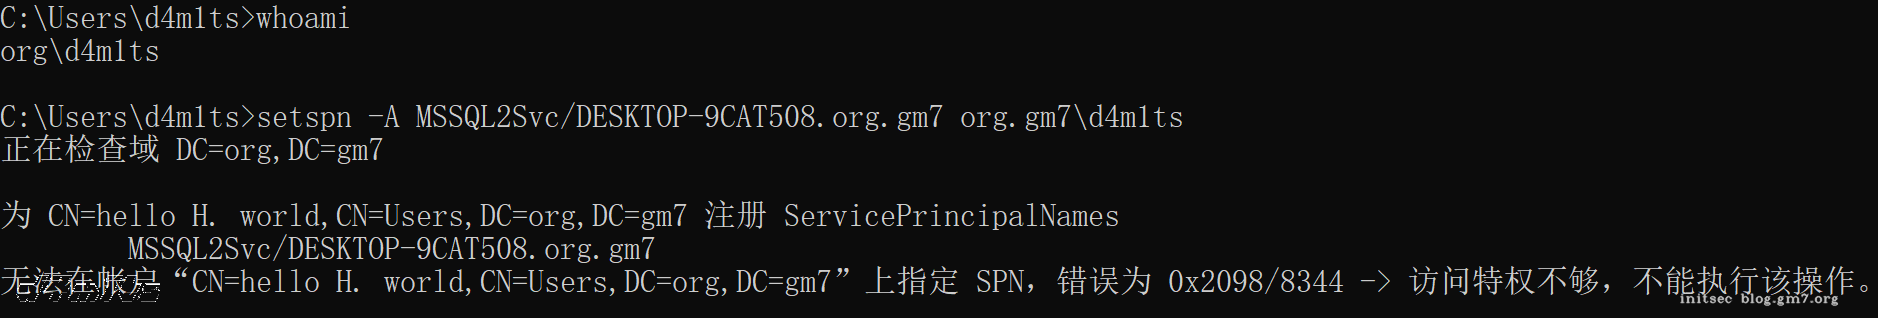 C:\Users\d4m1ts>whoami
org\d4m1ts
C:\Users\d4m1ts>setspn -A MSSQL2Svc/DESKTOP-9CAT508.org.gm7 org.gm7\d4m1ts
正在检查域 DC=org,DC=gm7
为 CN=hello H. world,CN=Users,DC=org,DC=gm7 注册 ServicePrincipalNames
MSSQL2Svc/DESKTOP-9CAT508.org.gm7
无法在帐户“CN=hello H. world,CN=Users,DC=org,DC=gm7”上指定 SPN，错误为 0x2098/8344 -> 访问特权不够，不能执行该操作。
initsec blog.gm7.org